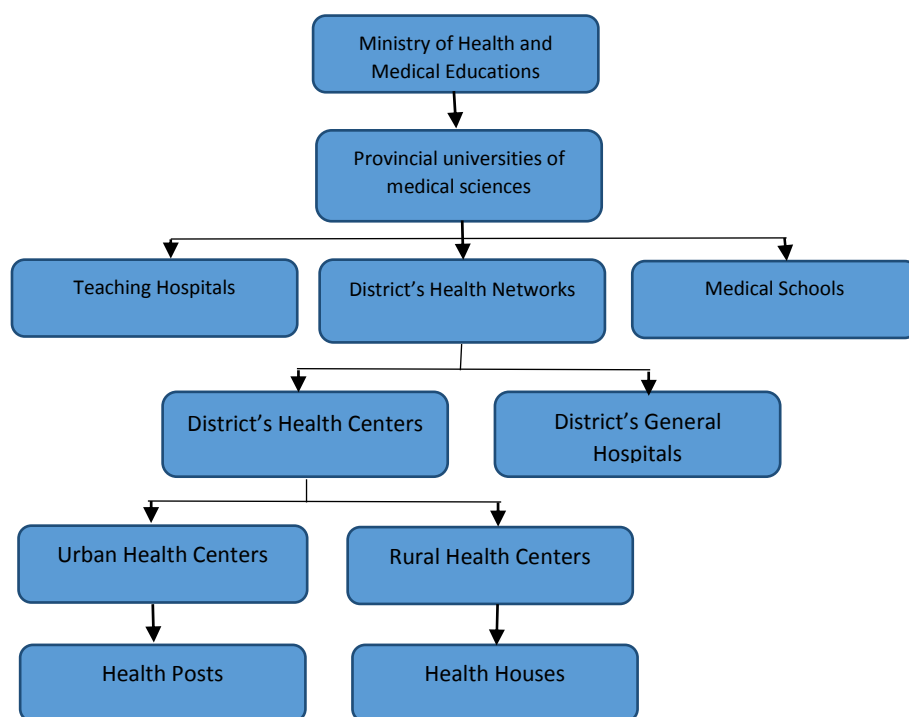 Ministry of Health and
Medical Educations
Provincial universities of
medical sciences
Teaching Hospitals
District’s Health Networks
Medical Schools
District’s Health Centers
District’s General
Hospitals
Urban Health Centers
Rural Health Centers
Health Posts
Health Houses